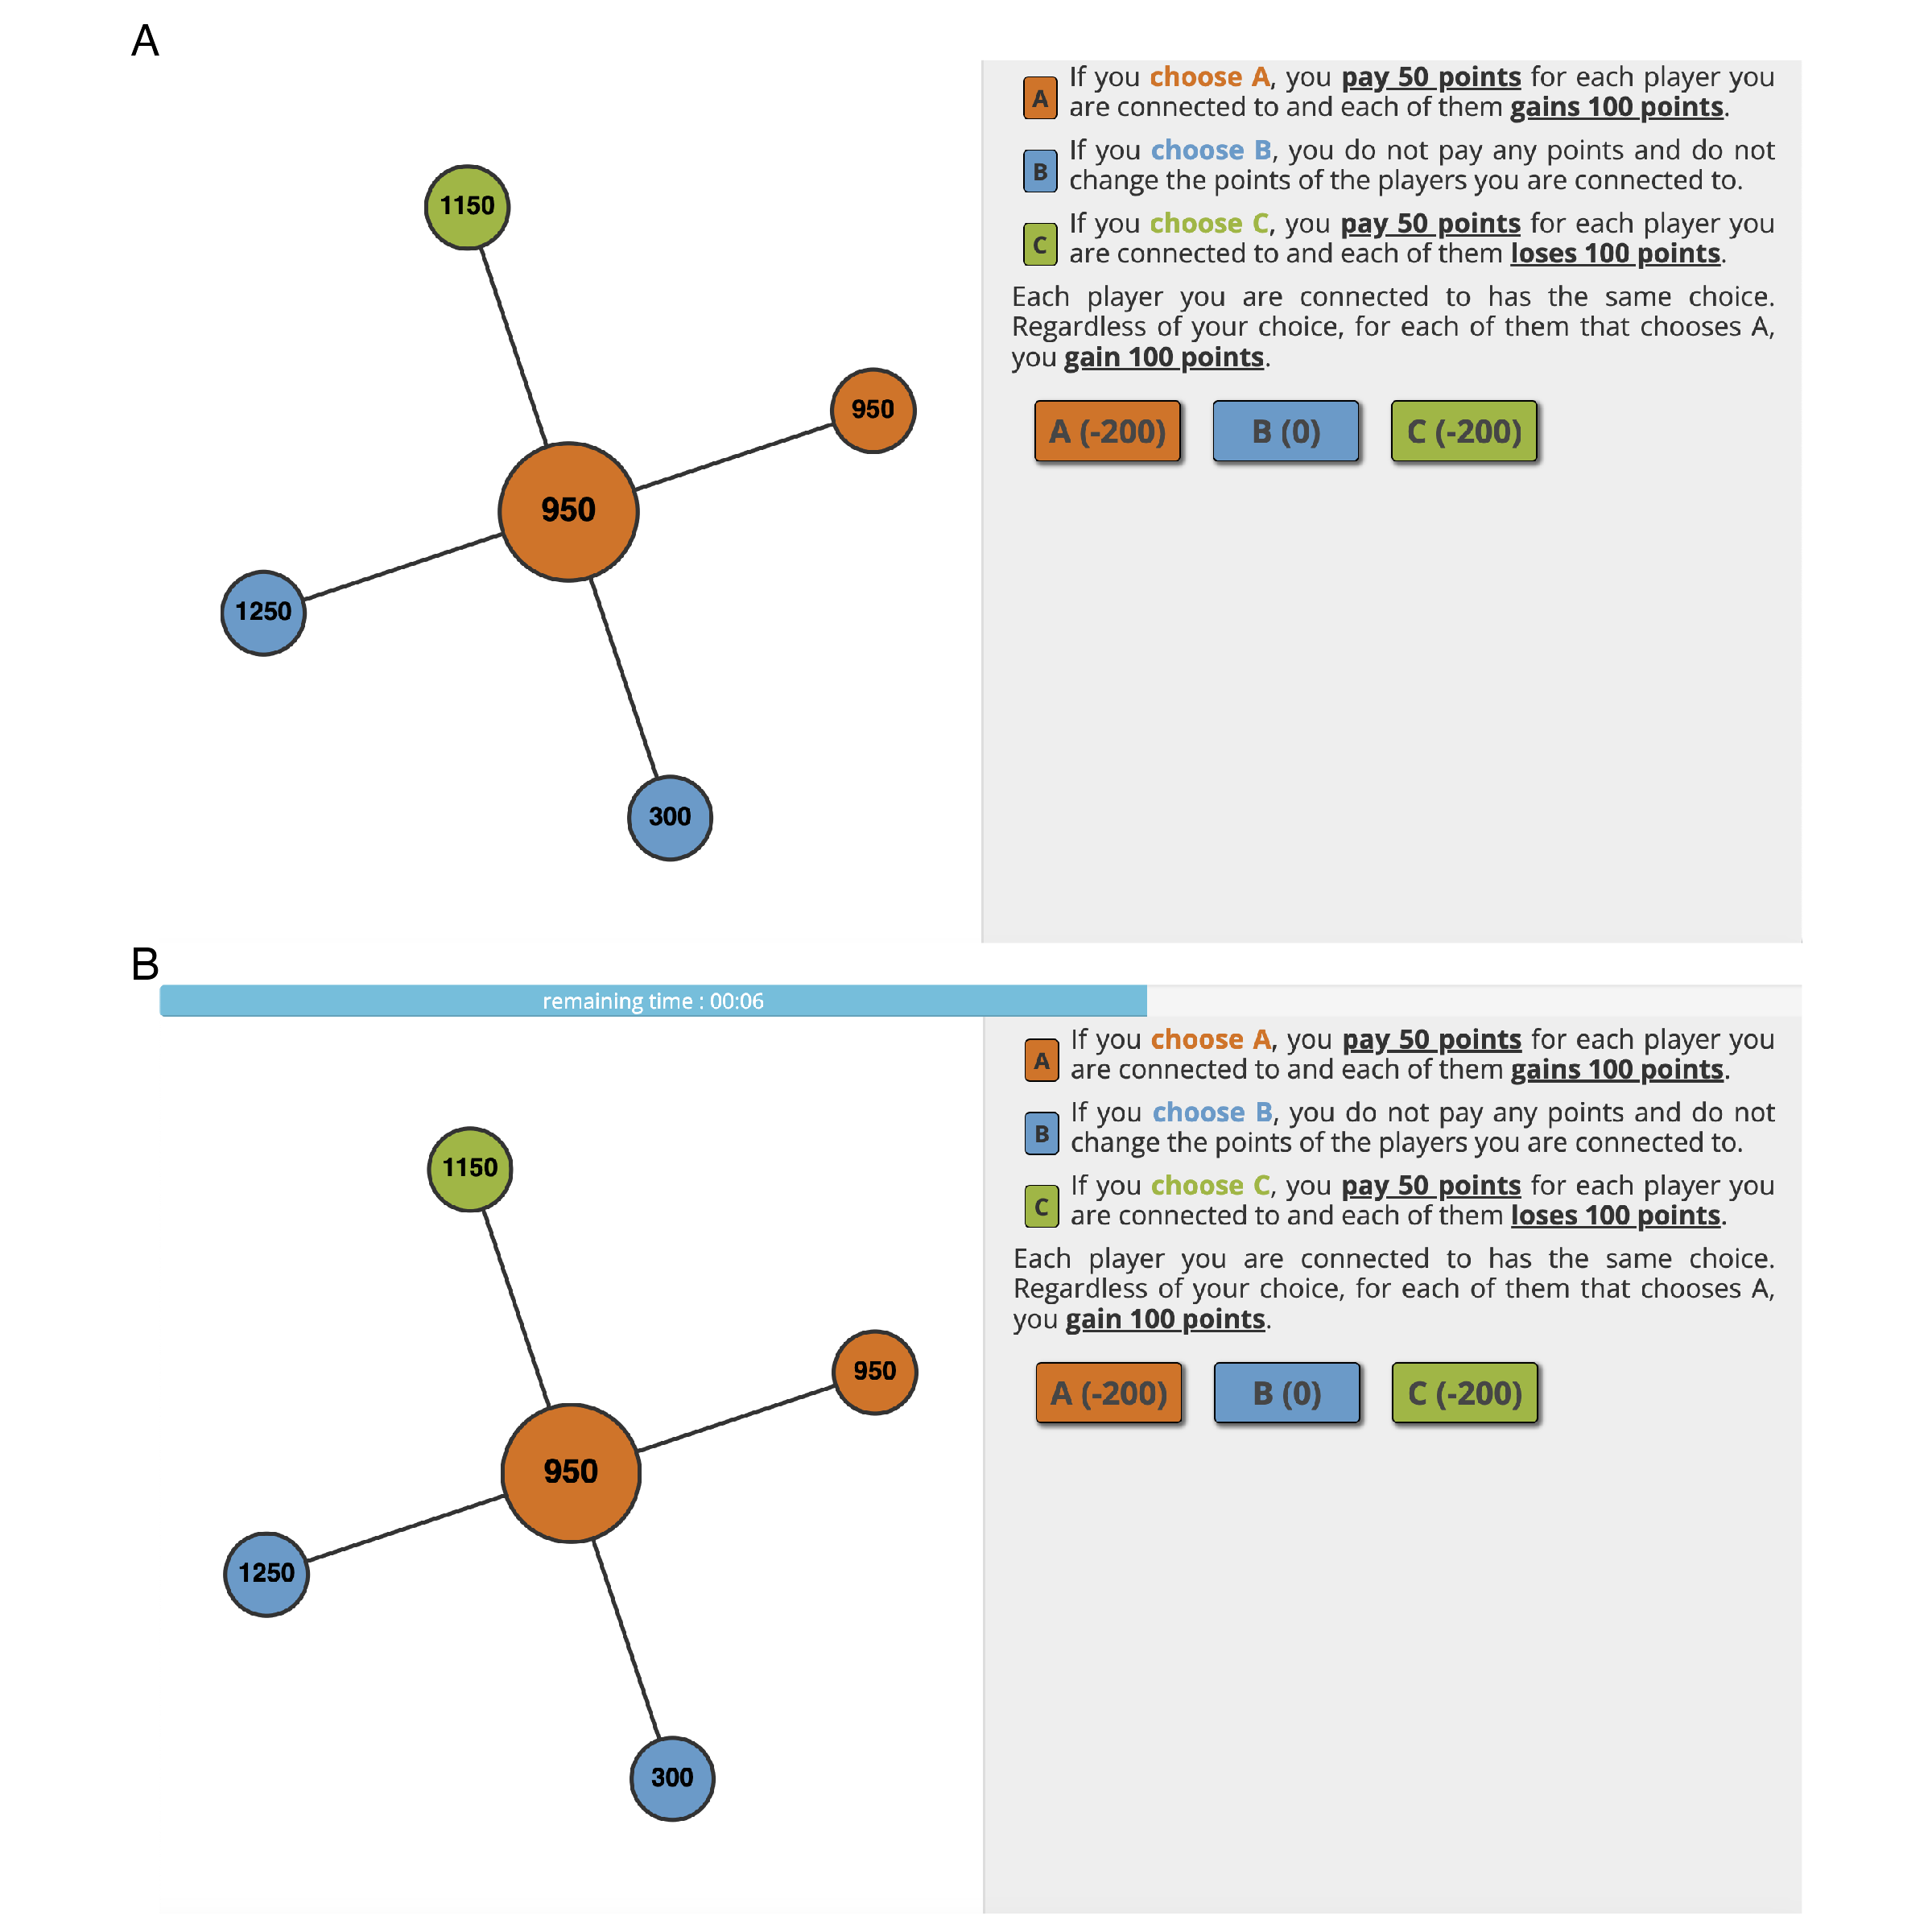 A
1150
950
950
1250
300
A If you choose A, you pay 50 points for each player you
are connected to and each of them gains 100 points.
B If you choose B, you do not pay any points and do not
change the points of the players you are connected to.
C If you choose C, you pay 50 points for each player you
are connected to and each of them loses 100 points.
Each player you are connected to has the same choice.
Regardless of your choice, for each of them that chooses A,
you gain 100 points.
A (-200) B (0) C (-200)
B
remaining time : 00:06
1150
950
950
1250
300
A If you choose A, you pay 50 points for each player you
are connected to and each of them gains 100 points.
B If you choose B, you do not pay any points and do not
change the points of the players you are connected to.
C If you choose C, you pay 50 points for each player you
are connected to and each of them loses 100 points.
Each player you are connected to has the same choice.
Regardless of your choice, for each of them that chooses A,
you gain 100 points.
A (-200) B (0) C (-200)